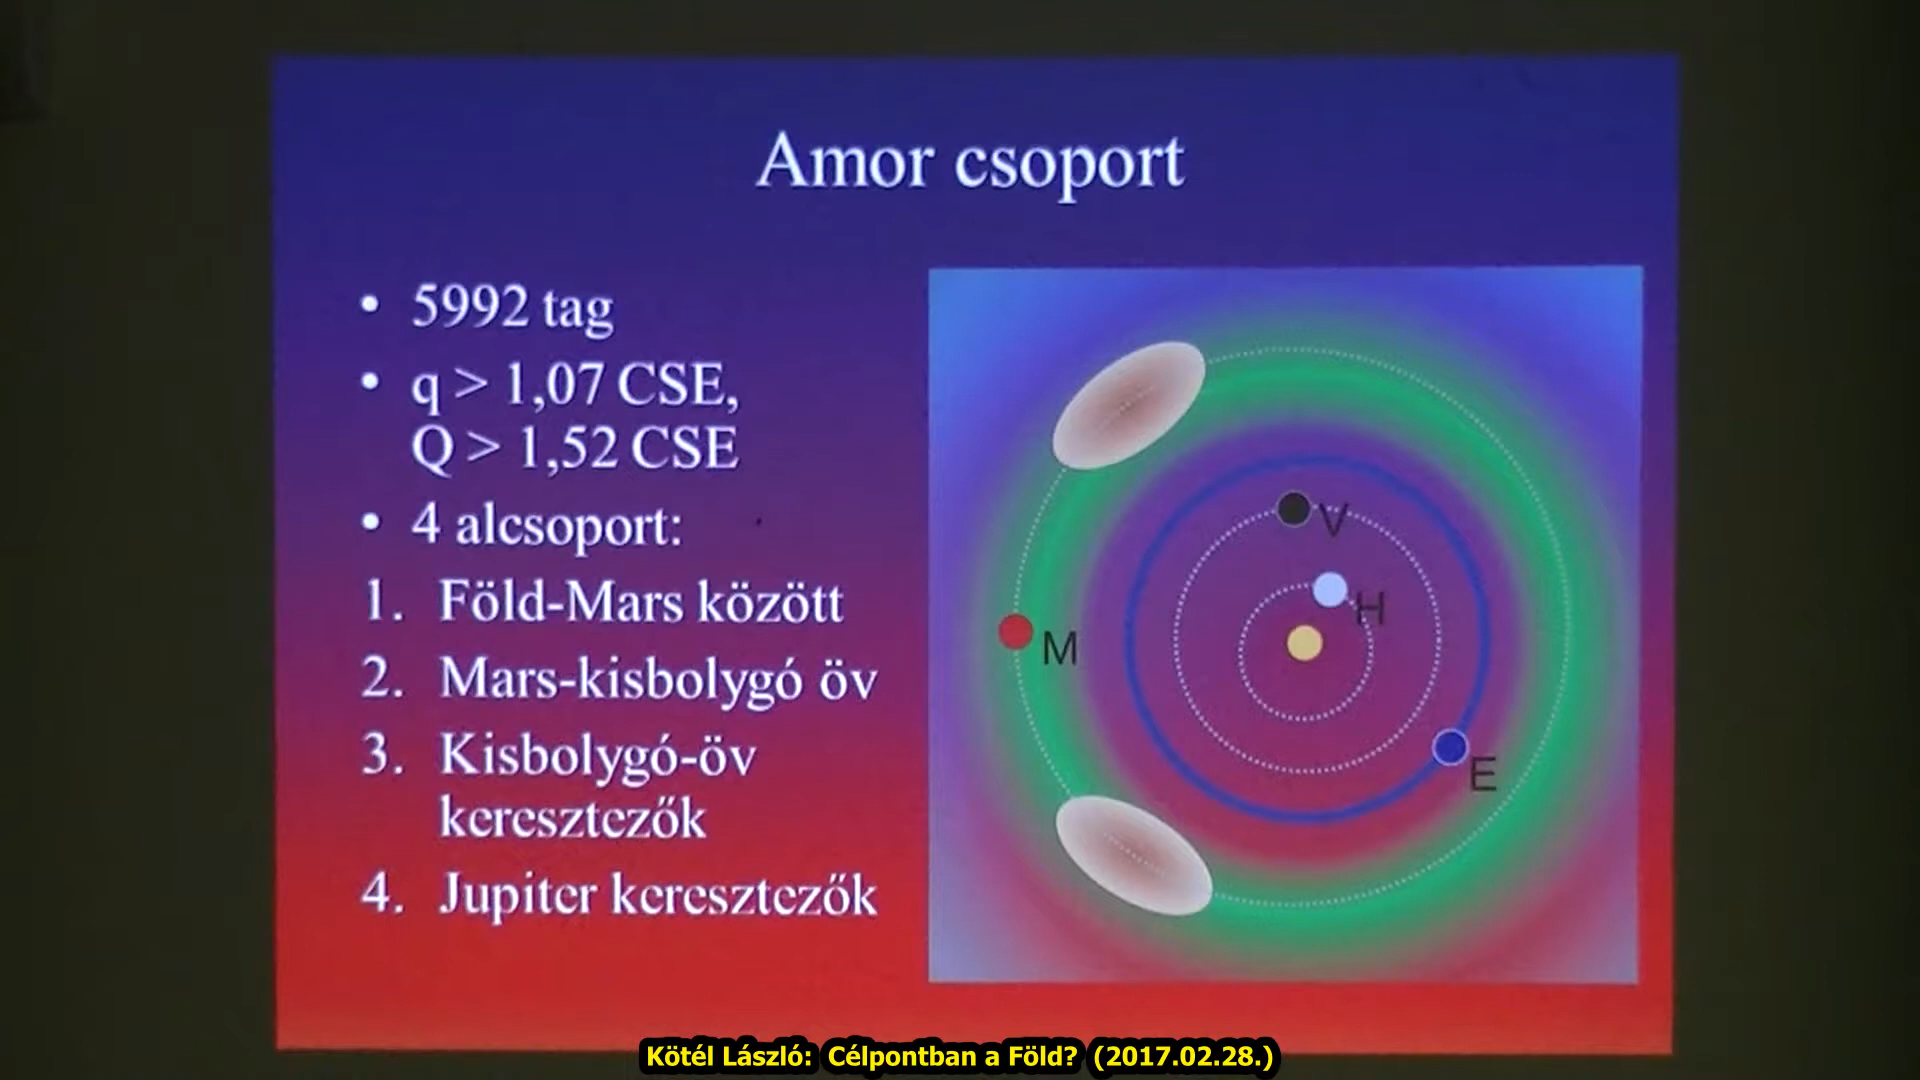 Amor csoport
• 5992 tag
• q > 1,07 CSE,
Q > 1,52 CSE
• 4 alcsoport:
1. Föld-Mars között
2. Mars-kisbolygó öv
3. Kisbolygó-öv
keresztezők
4. Jupiter keresztezők
V
H
M
E
Kötél László: Célpontban a Föld? (2017.02.28.)